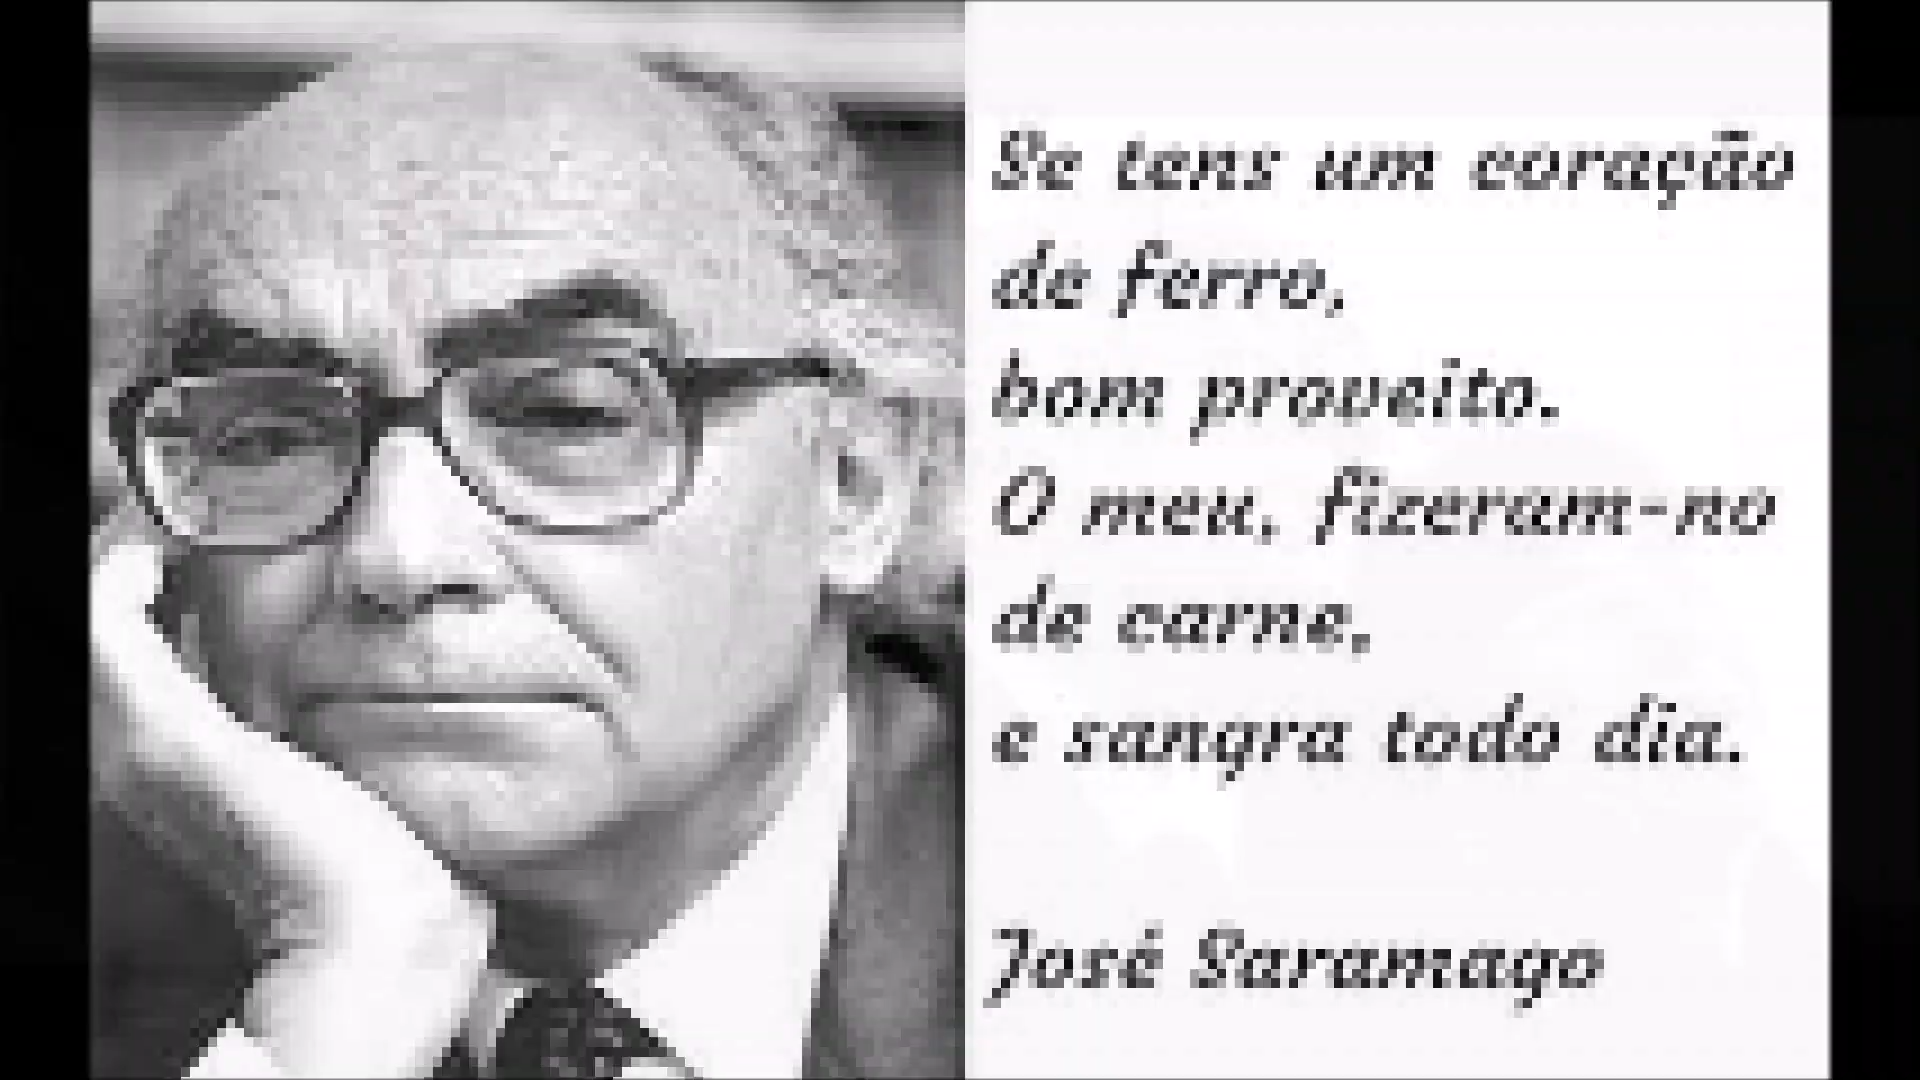 Se tens um coração
de ferro,
bom proveito.
O meu, fizeram-no
de carne,
e sangra todo dia.
José Saramago